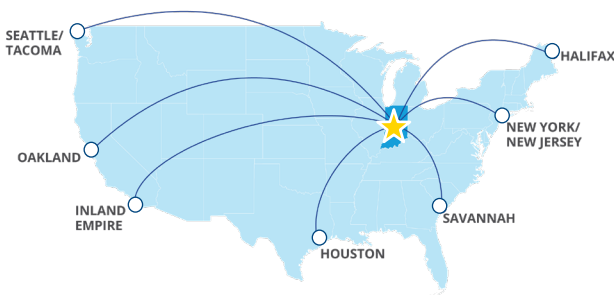 SEATTLE/
TACOMA
HALIFAX
NEW YORK/
NEW JERSEY
OAKLAND
INLAND
EMPIRE
SAVANNAH
HOUSTON